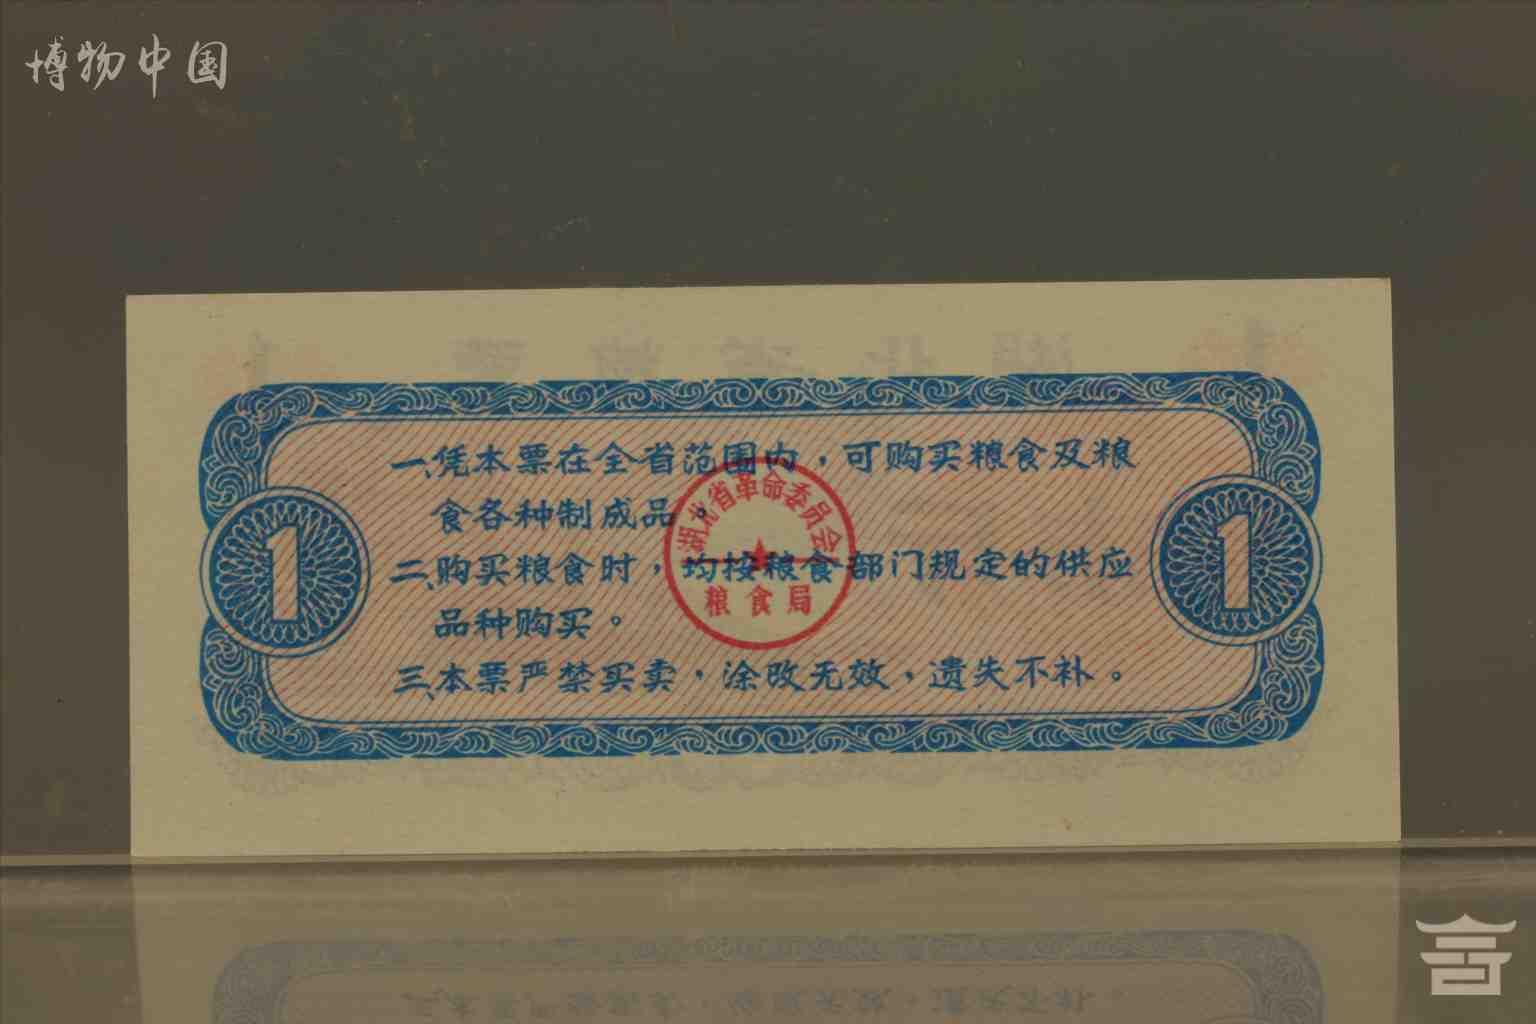 博物中国
一、凭本票在全省范围内，可购买粮食及粮
食各种制成品。
二、购买粮食时，均按粮食部门规定的供应
品种购买。
三、本票严禁买卖，涂改无效，遗失不补。
1
1
湖北省革命委员会
粮食局